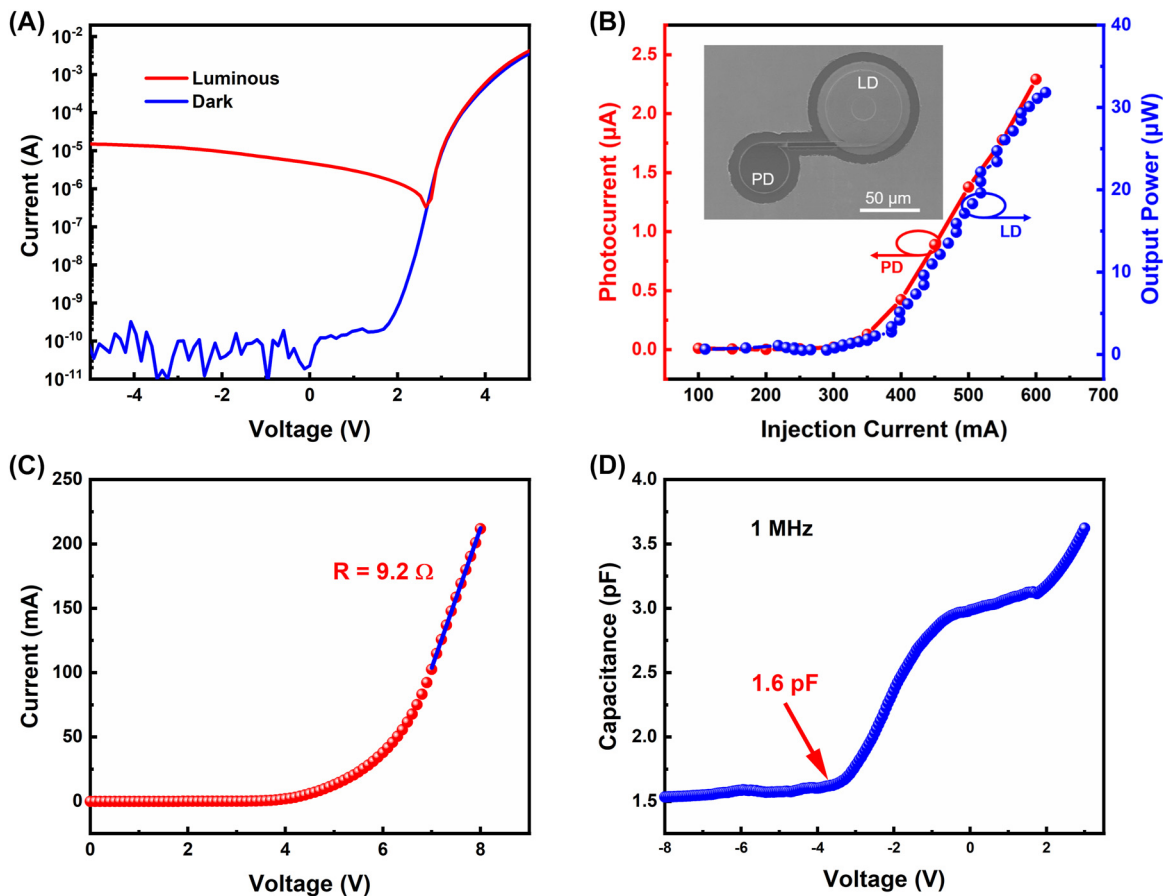 (A)
10⁻²
10⁻³
10⁻⁴
10⁻⁵
10⁻⁶
10⁻⁷
10⁻⁸
10⁻⁹
10⁻¹⁰
10⁻¹¹
Current (A)
Luminous
Dark
-4 -2 0 2 4
Voltage (V)
(B)
2.5
2.0
1.5
1.0
0.5
0.0
Photocurrent (µA)
LD
PD
50 µm
PD
LD
40
30
20
10
0
Output Power (µW)
100 200 300 400 500 600 700
Injection Current (mA)
(C)
250
200
150
100
50
0
Current (mA)
R = 9.2 Ω
0 2 4 6 8
Voltage (V)
(D)
4.0
3.5
3.0
2.5
2.0
1.5
Capacitance (pF)
1 MHz
1.6 pF
-8 -6 -4 -2 0 2
Voltage (V)